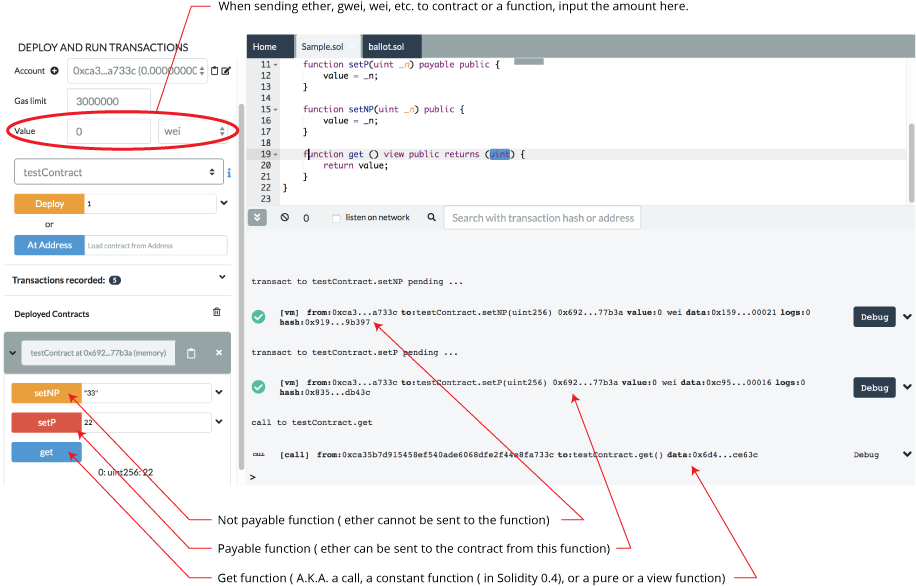 When sending ether, gwei, wei, etc. to contract or a function, input the amount here.
DEPLOY AND RUN TRANSACTIONS
Account
0xca3...a733c (0.00000000
Gas limit
3000000
Value
0
wei
testContract
i
Deploy
1
or
At Address
Load contract from Address
Transactions recorded: 5
Deployed Contracts
testContract at 0x692...77b3a (memory)
setNP
"33"
setP
22
get
0: uint256: 22
Home
Sample.sol
ballot.sol
11 function setP(uint _n) payable public {
12 value = _n;
13 }
14
15 function setNP(uint _n) public {
16 value = _n;
17 }
18
19 function get () view public returns (uint) {
20 return value;
21 }
22 }
23
0
listen on network
Search with transaction hash or address
transact to testContract.setNP pending ...
[vm] from:0xca3...a733c to:testContract.setNP(uint256) 0x692...77b3a value:0 wei data:0x159...00021 logs:0
hash:0x919...9b397
Debug
transact to testContract.setP pending ...
[vm] from:0xca3...a733c to:testContract.setP(uint256) 0x692...77b3a value:0 wei data:0xc95...00016 logs:0
hash:0x835...db43c
Debug
call to testContract.get
CALL
[call] from:0xca35b7d915458ef540ade6068dfe2f44e8fa733c to:testContract.get() data:0x6d4...ce63c
Debug
>
Not payable function ( ether cannot be sent to the function)
Payable function ( ether can be sent to the contract from this function)
Get function ( A.K.A. a call, a constant function ( in Solidity 0.4), or a pure or a view function)